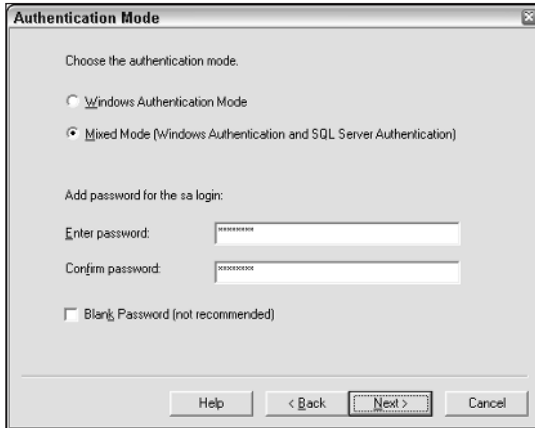 Authentication Mode
Choose the authentication mode.
Windows Authentication Mode
Mixed Mode (Windows Authentication and SQL Server Authentication)
Add password for the sa login:
Enter password: ********
Confirm password: ********
Blank Password (not recommended)
Help < Back Next > Cancel